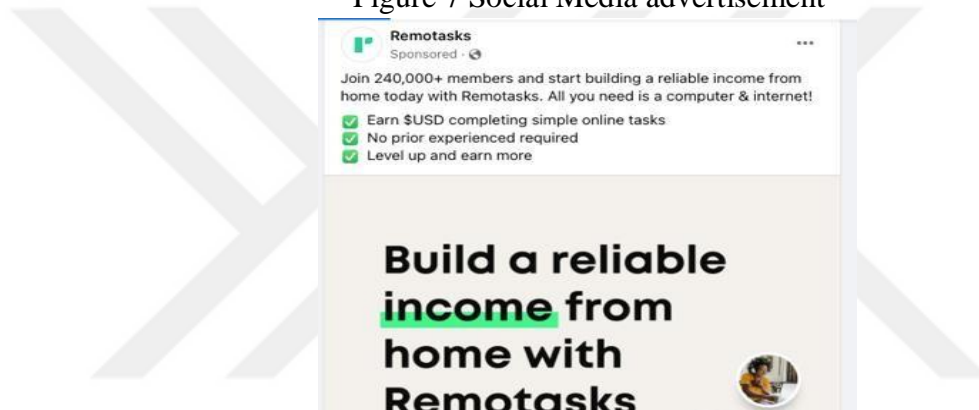 Figure 7 Social Media advertisement
Remotasks
Sponsored ·
Join 240,000+ members and start building a reliable income from
home today with Remotasks. All you need is a computer & internet!
✅ Earn $USD completing simple online tasks
✅ No prior experienced required
✅ Level up and earn more
Build a reliable
income from
home with
Remotasks